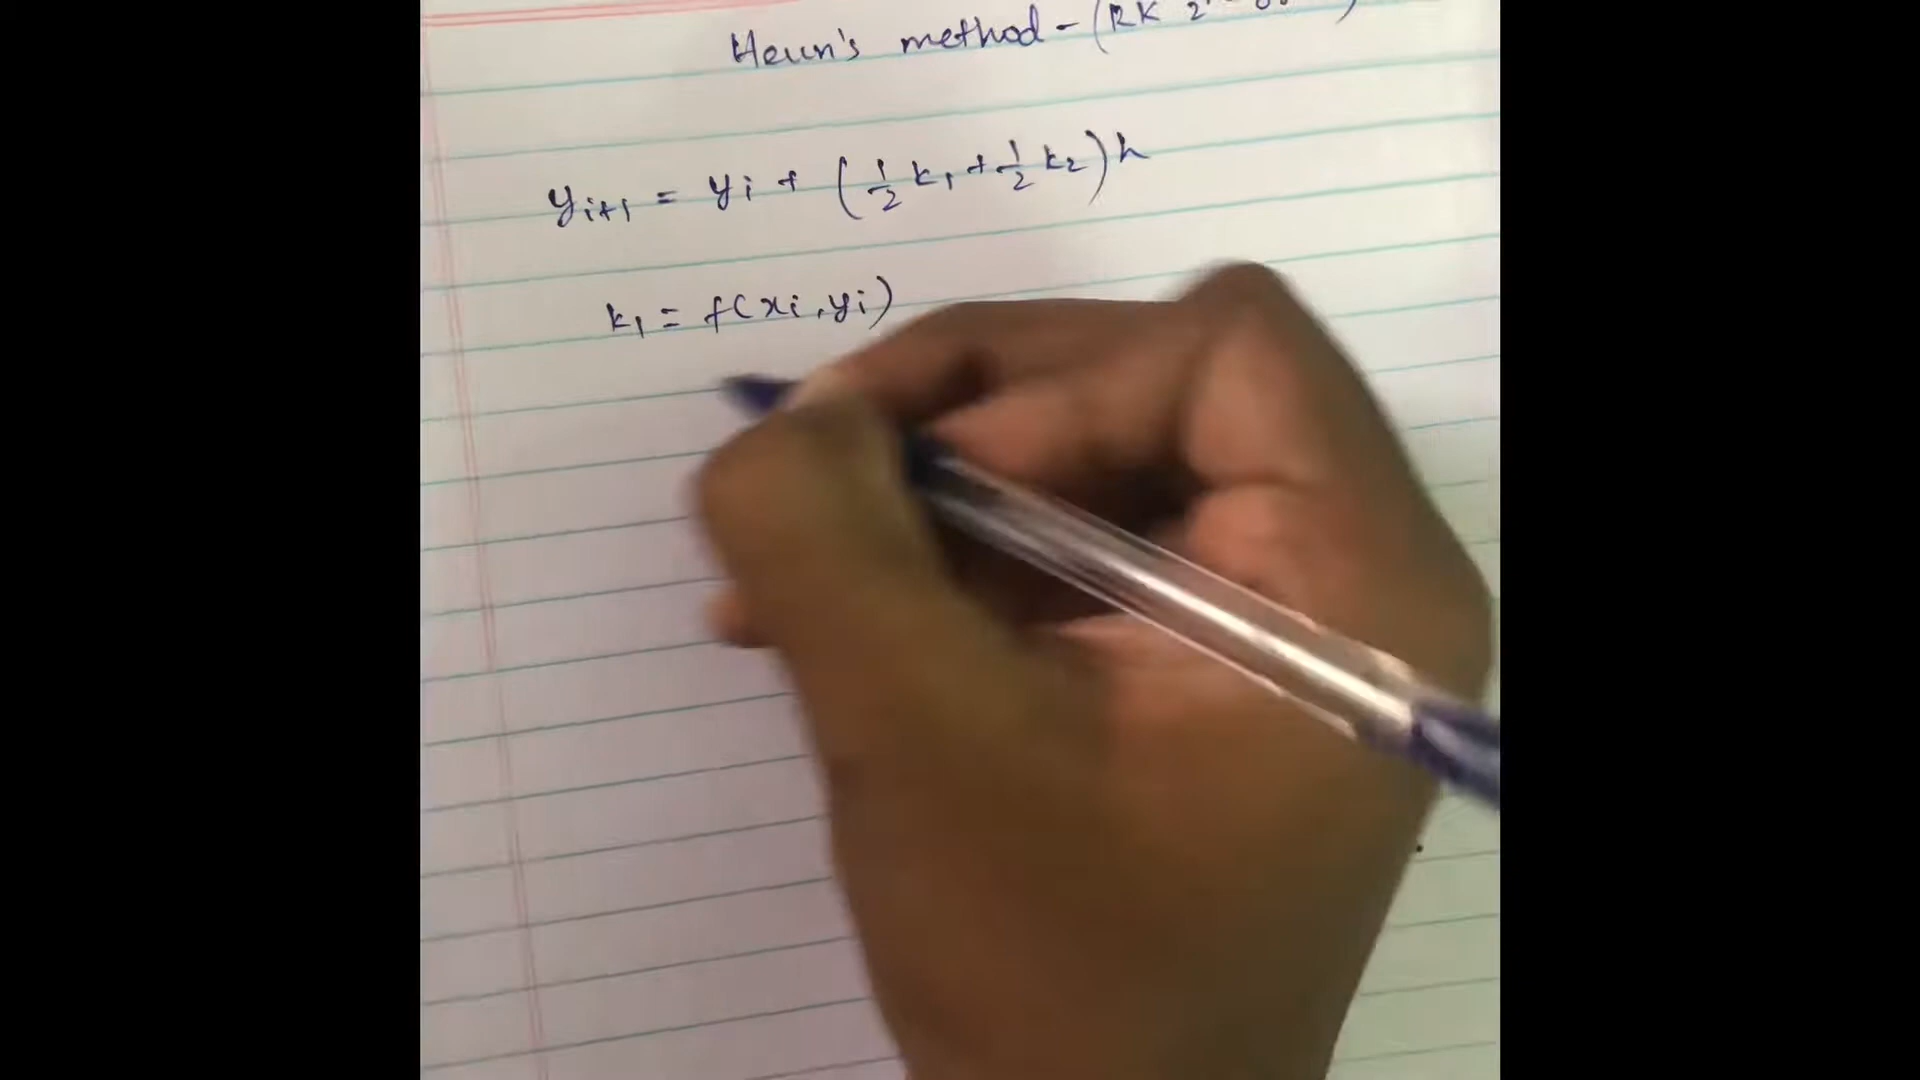 Heun's method - (RK
yi+1 = yi + (1/2 k1 + 1/2 k2)h
k1 = f(xi, yi)